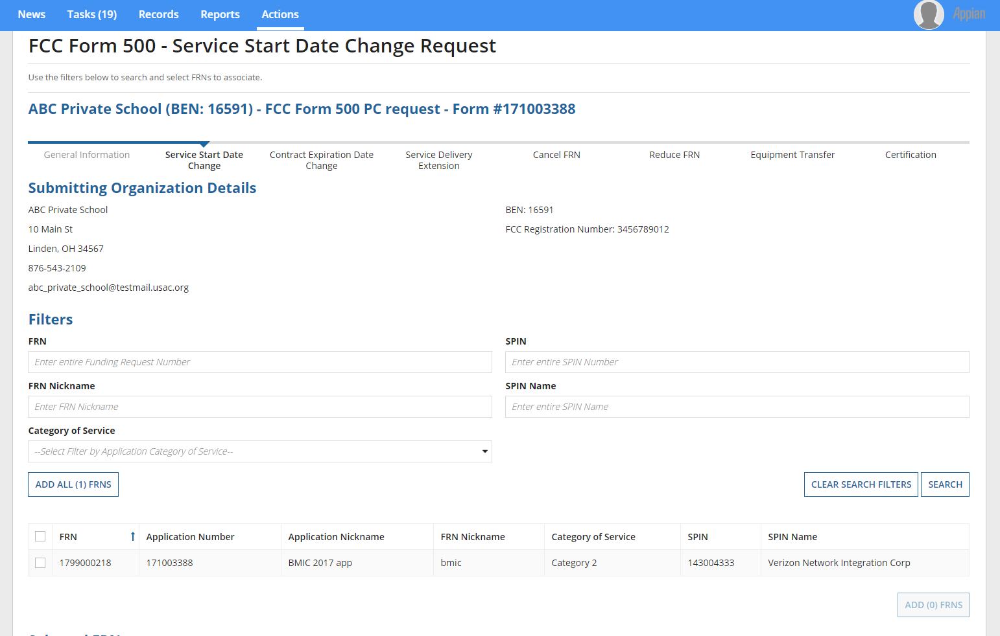 News Tasks (19) Records Reports Actions Appian
FCC Form 500 - Service Start Date Change Request
Use the filters below to search and select FRNs to associate.
ABC Private School (BEN: 16591) - FCC Form 500 PC request - Form #171003388
General Information Service Start Date Change Contract Expiration Date Change Service Delivery Extension Cancel FRN Reduce FRN Equipment Transfer Certification
Submitting Organization Details
ABC Private School BEN: 16591
10 Main St FCC Registration Number: 3456789012
Linden, OH 34567
876-543-2109
abc_private_school@testmail.usac.org
Filters
FRN SPIN
Enter entire Funding Request Number Enter entire SPIN Number
FRN Nickname SPIN Name
Enter FRN Nickname Enter entire SPIN Name
Category of Service
--Select Filter by Application Category of Service--
ADD ALL (1) FRNS CLEAR SEARCH FILTERS SEARCH
FRN Application Number Application Nickname FRN Nickname Category of Service SPIN SPIN Name
1799000218 171003388 BMIC 2017 app bmic Category 2 143004333 Verizon Network Integration Corp
ADD (0) FRNS